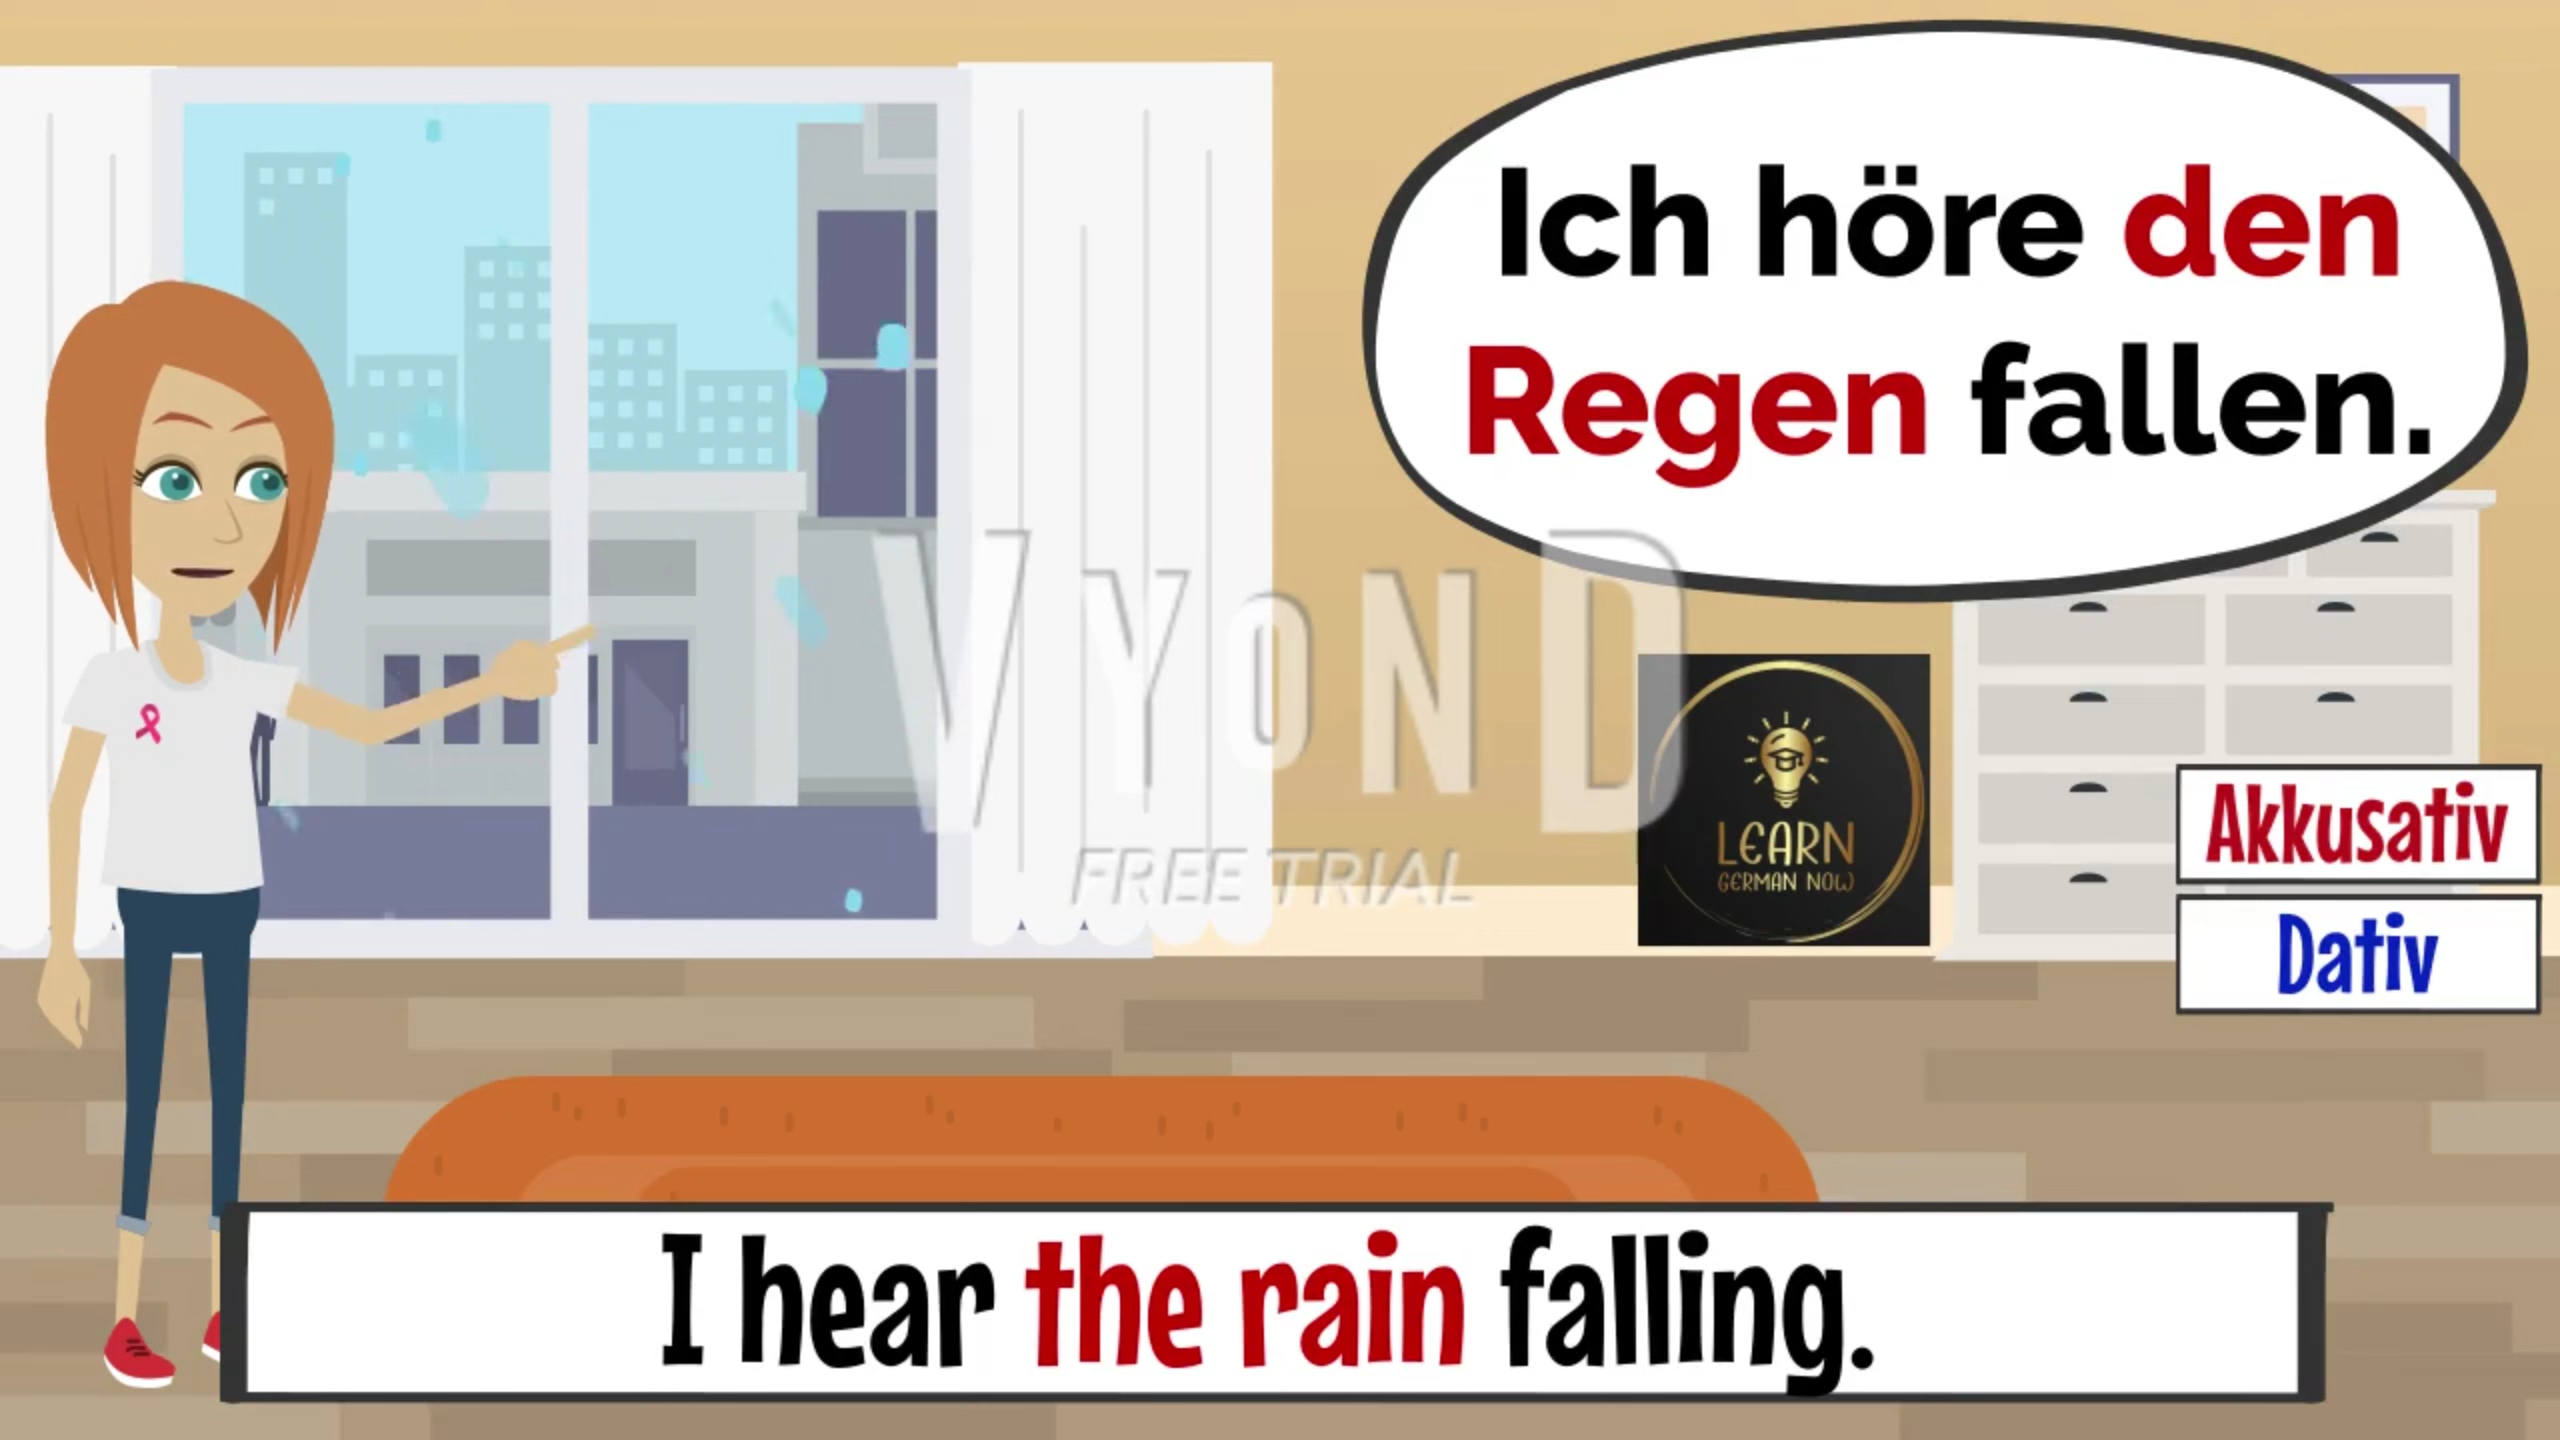 Ich höre den
Regen fallen.
VYOND
FREE TRIAL
LEARN
GERMAN NOW
Akkusativ
Dativ
I hear the rain falling.